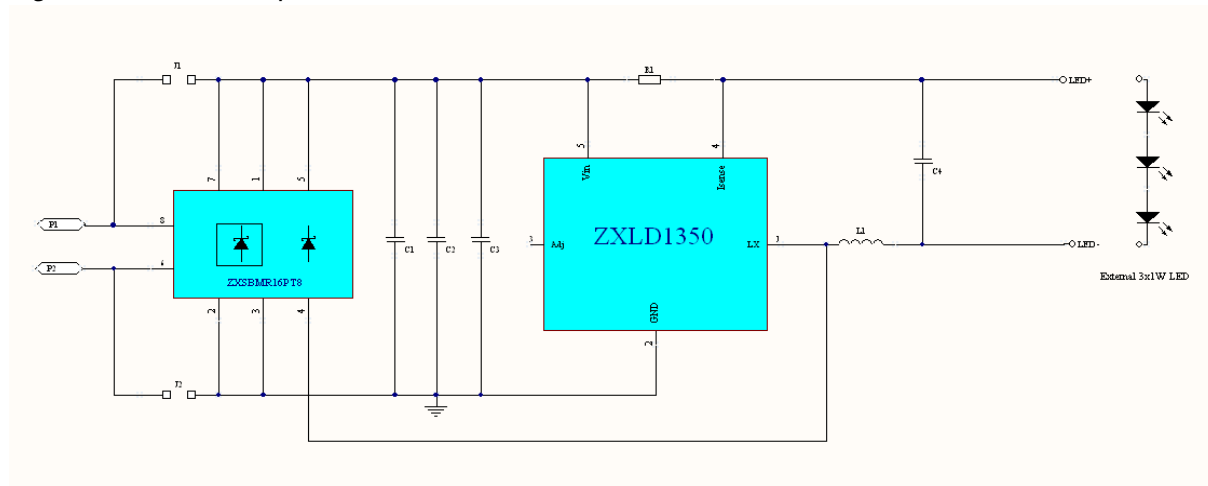 J1
R1
LED+
7
1
5
5
4
Vin
Isense
C4
P1
8
3
Adj
ZXLD1350
LX
1
L1
LED-
C1
C2
C3
P2
6
ZXSBMR16PT8
External 3x1W LED
GND
2
3
4
2
J2